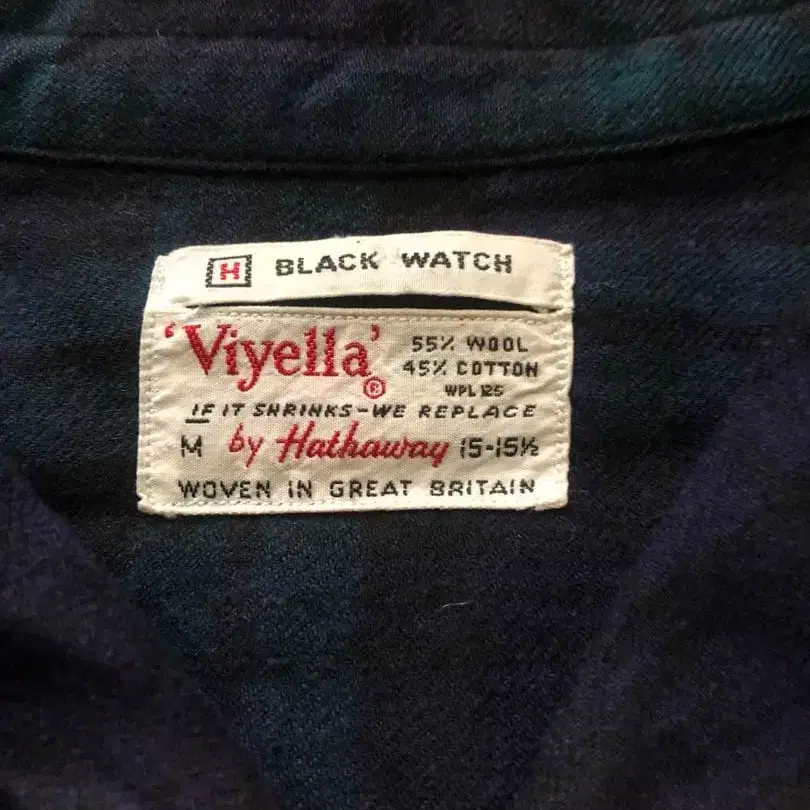 H BLACK WATCH
'Viyella' ®
55% WOOL
45% COTTON
WPL 125
IF IT SHRINKS-WE REPLACE
M by Hathaway 15-15½
WOVEN IN GREAT BRITAIN